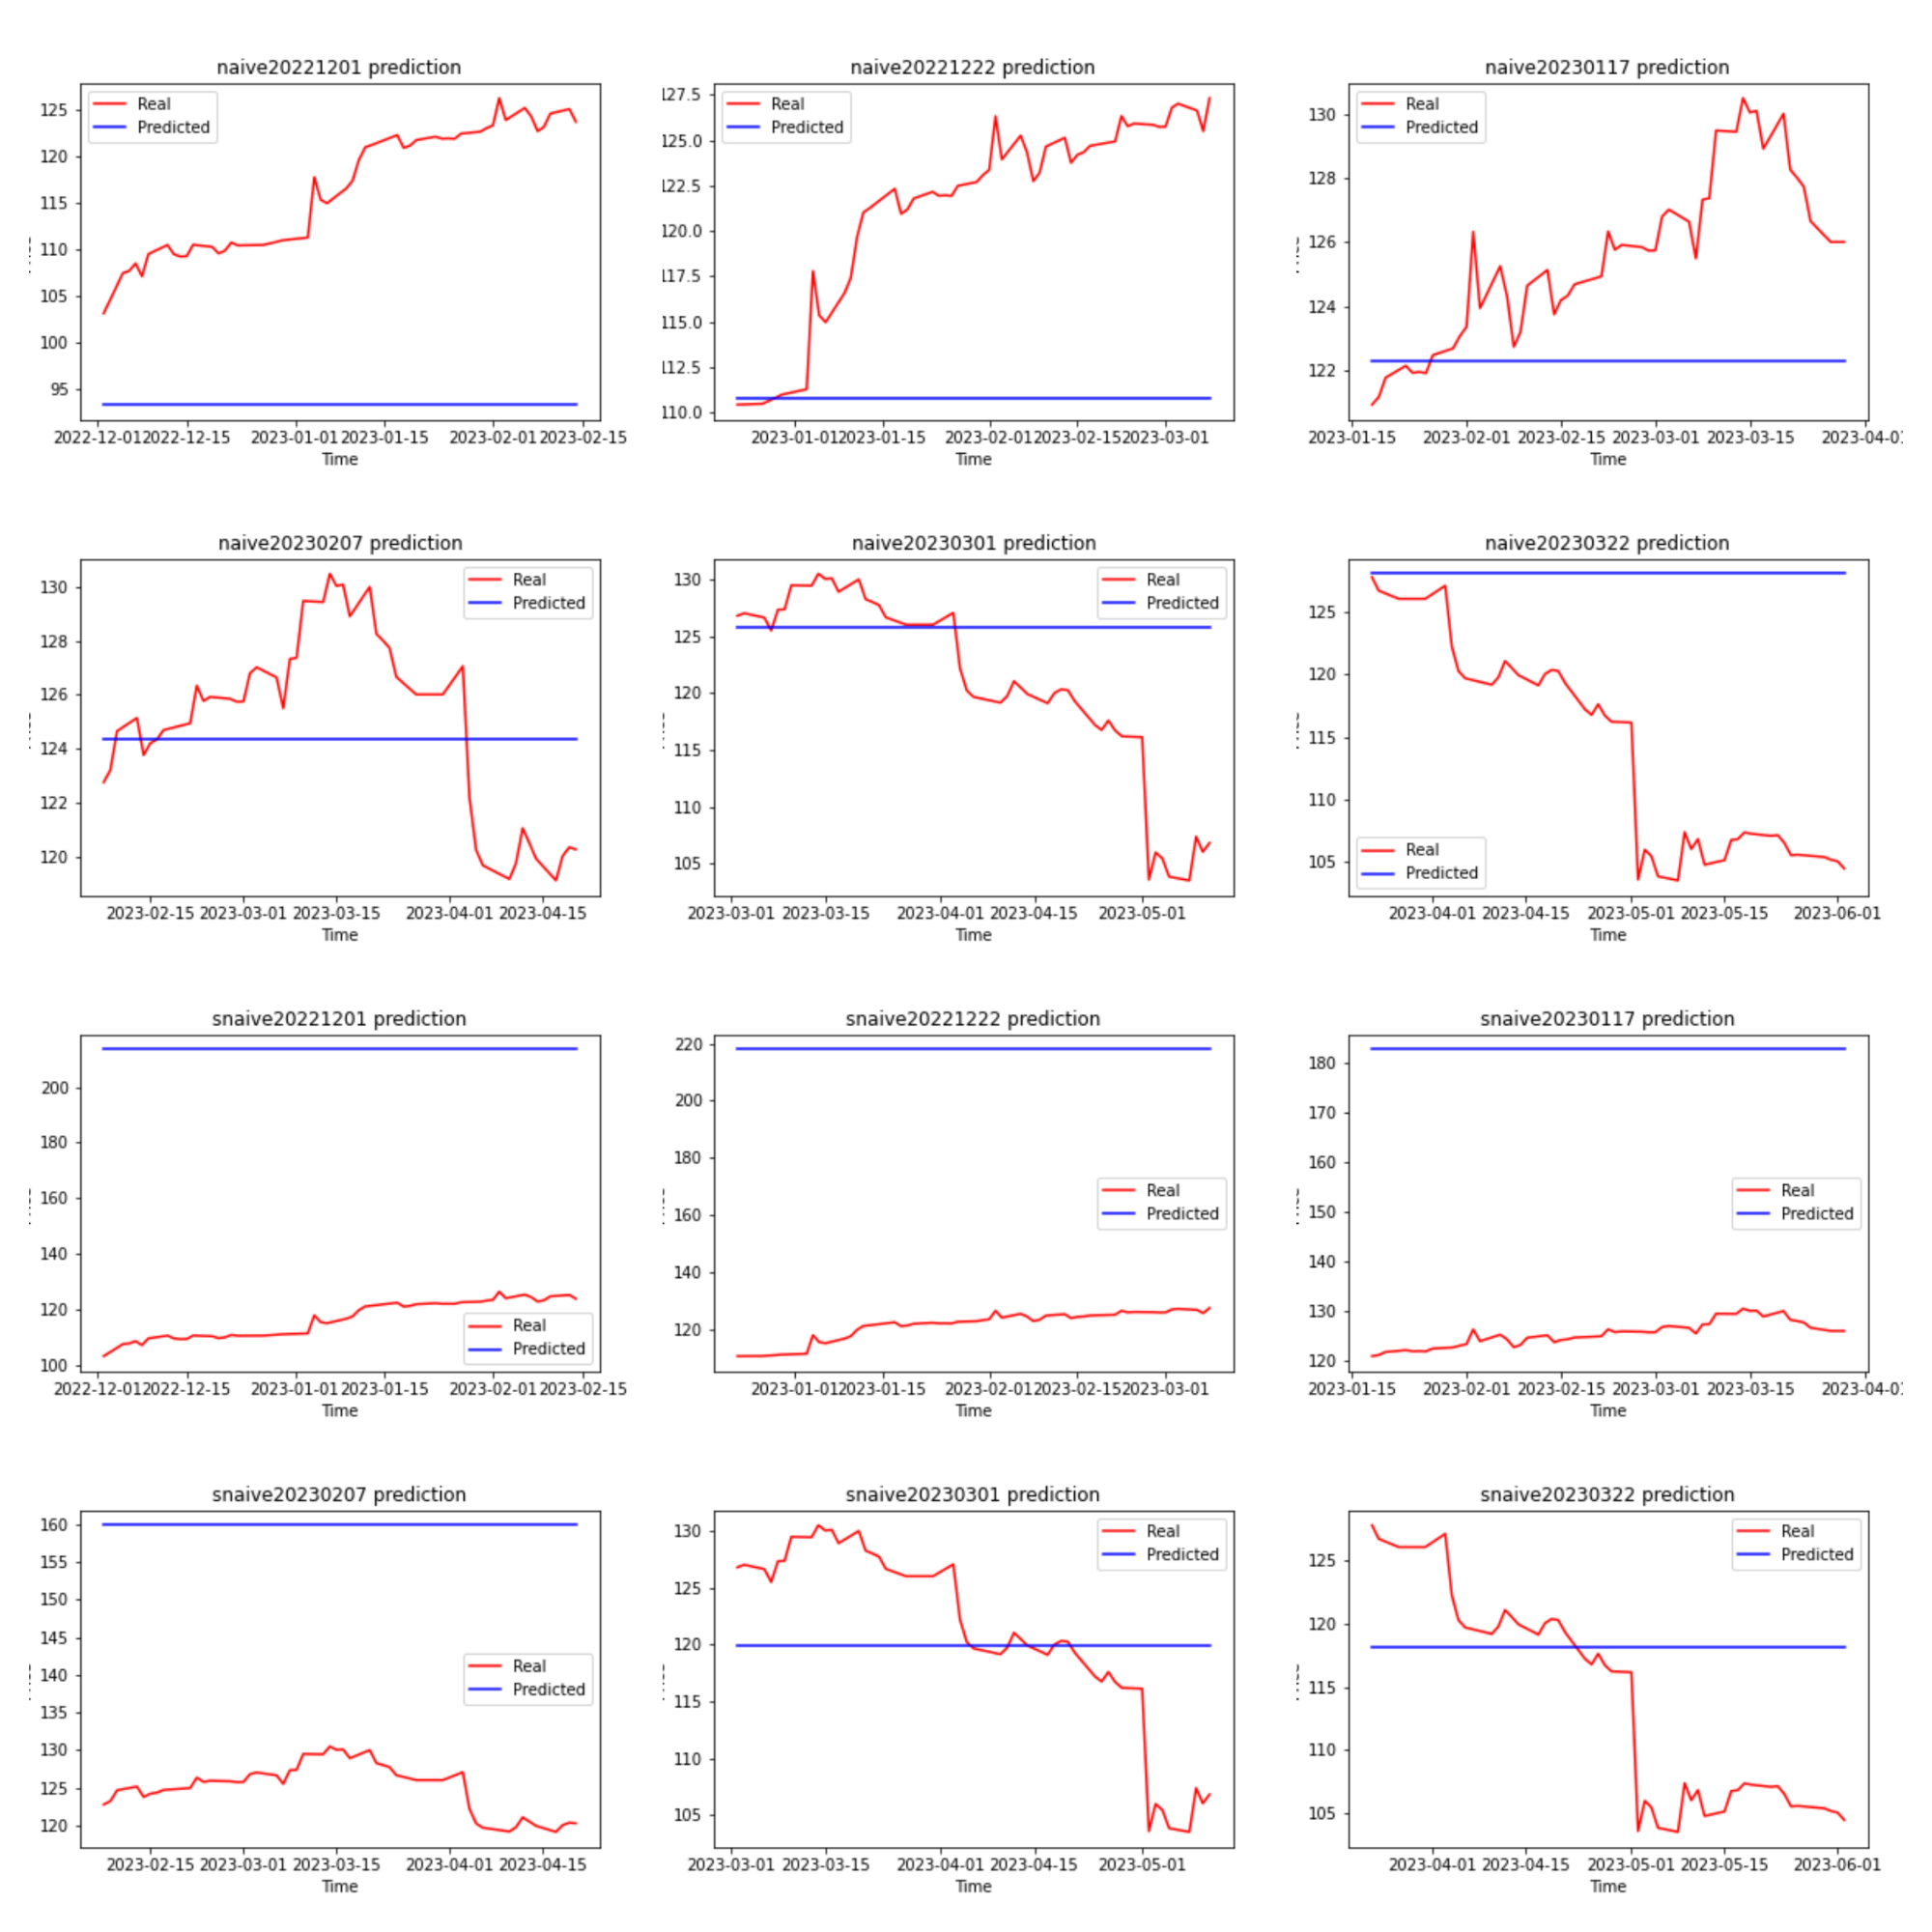 naive20221201 prediction
Real
Predicted
125
120
115
110
105
100
95
2022-12-01 2022-12-15 2023-01-01 2023-01-15 2023-02-01 2023-02-15
Time
naive20221222 prediction
Real
Predicted
127.5
125.0
122.5
120.0
117.5
115.0
112.5
110.0
2023-01-01 2023-01-15 2023-02-01 2023-02-15 2023-03-01
Time
naive20230117 prediction
Real
Predicted
130
128
126
124
122
2023-01-15 2023-02-01 2023-02-15 2023-03-01 2023-03-15 2023-04-0
Time
naive20230207 prediction
Real
Predicted
130
128
126
124
122
120
2023-02-15 2023-03-01 2023-03-15 2023-04-01 2023-04-15
Time
naive20230301 prediction
Real
Predicted
130
125
120
115
110
105
2023-03-01 2023-03-15 2023-04-01 2023-04-15 2023-05-01
Time
naive20230322 prediction
125
120
115
110
105
Real
Predicted
2023-04-01 2023-04-15 2023-05-01 2023-05-15 2023-06-01
Time
snaive20221201 prediction
200
180
160
140
120
100
Real
Predicted
2022-12-01 2022-12-15 2023-01-01 2023-01-15 2023-02-01 2023-02-15
Time
snaive20221222 prediction
220
200
180
160
140
120
Real
Predicted
2023-01-01 2023-01-15 2023-02-01 2023-02-15 2023-03-01
Time
snaive20230117 prediction
180
170
160
150
140
130
120
Real
Predicted
2023-01-15 2023-02-01 2023-02-15 2023-03-01 2023-03-15 2023-04-0
Time
snaive20230207 prediction
160
155
150
145
140
135
130
125
120
Real
Predicted
2023-02-15 2023-03-01 2023-03-15 2023-04-01 2023-04-15
Time
snaive20230301 prediction
Real
Predicted
130
125
120
115
110
105
2023-03-01 2023-03-15 2023-04-01 2023-04-15 2023-05-01
Time
snaive20230322 prediction
Real
Predicted
125
120
115
110
105
2023-04-01 2023-04-15 2023-05-01 2023-05-15 2023-06-01
Time